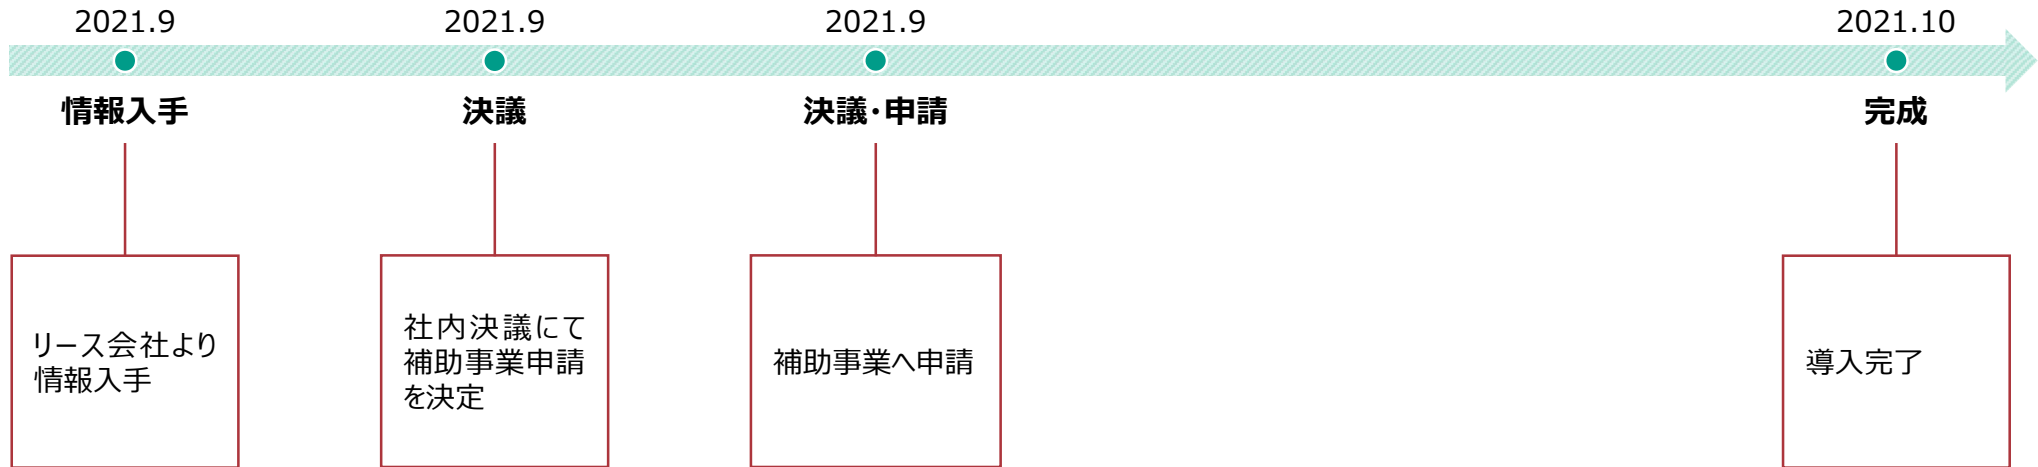 2021.9
2021.9
2021.9
2021.10
情報入手
決議
決議・申請
完成
リース会社より
情報入手
社内決議にて
補助事業申請
を決定
補助事業へ申請
導入完了